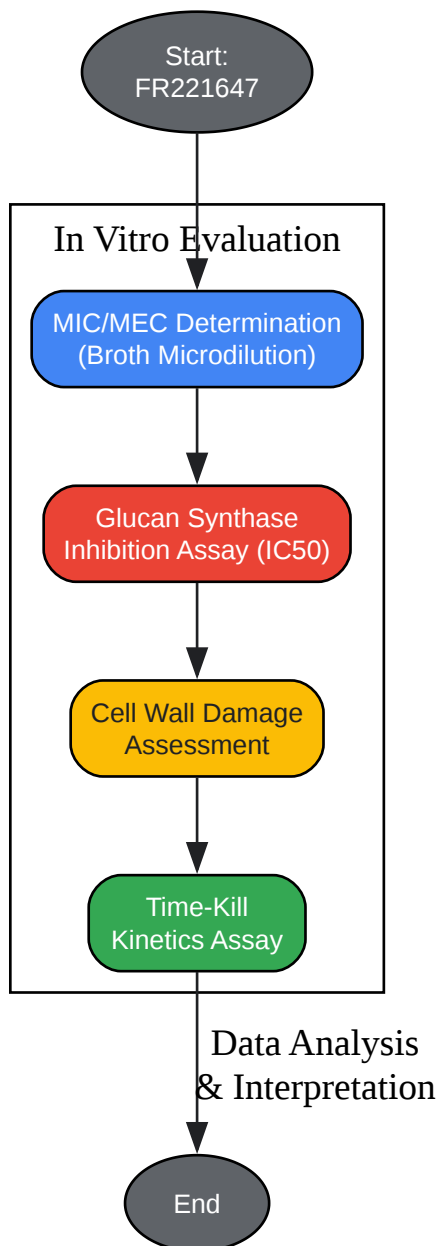 Start:
FR221647
In Vitro Evaluation
MIC/MEC Determination
(Broth Microdilution)
Glucan Synthase
Inhibition Assay (IC50)
Cell Wall Damage
Assessment
Time-Kill
Kinetics Assay
Data Analysis
& Interpretation
End